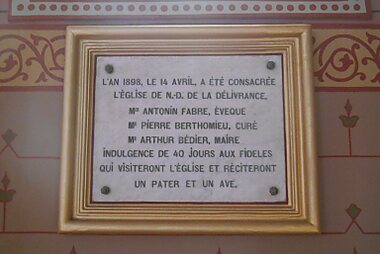 L'AN 1898, LE 14 AVRIL, A ÉTÉ CONSACRÉE
L'ÉGLISE DE N.-D. DE LA DÉLIVRANCE,
Mgr ANTONIN FABRE, ÉVEQUE
Mr PIERRE BERTHOMIEU, CURÉ
Mr ARTHUR BÉDIER, MAIRE
INDULGENCE DE 40 JOURS AUX FIDELES
QUI VISITERONT L'ÉGLISE ET RÉCITERONT
UN PATER ET UN AVE.